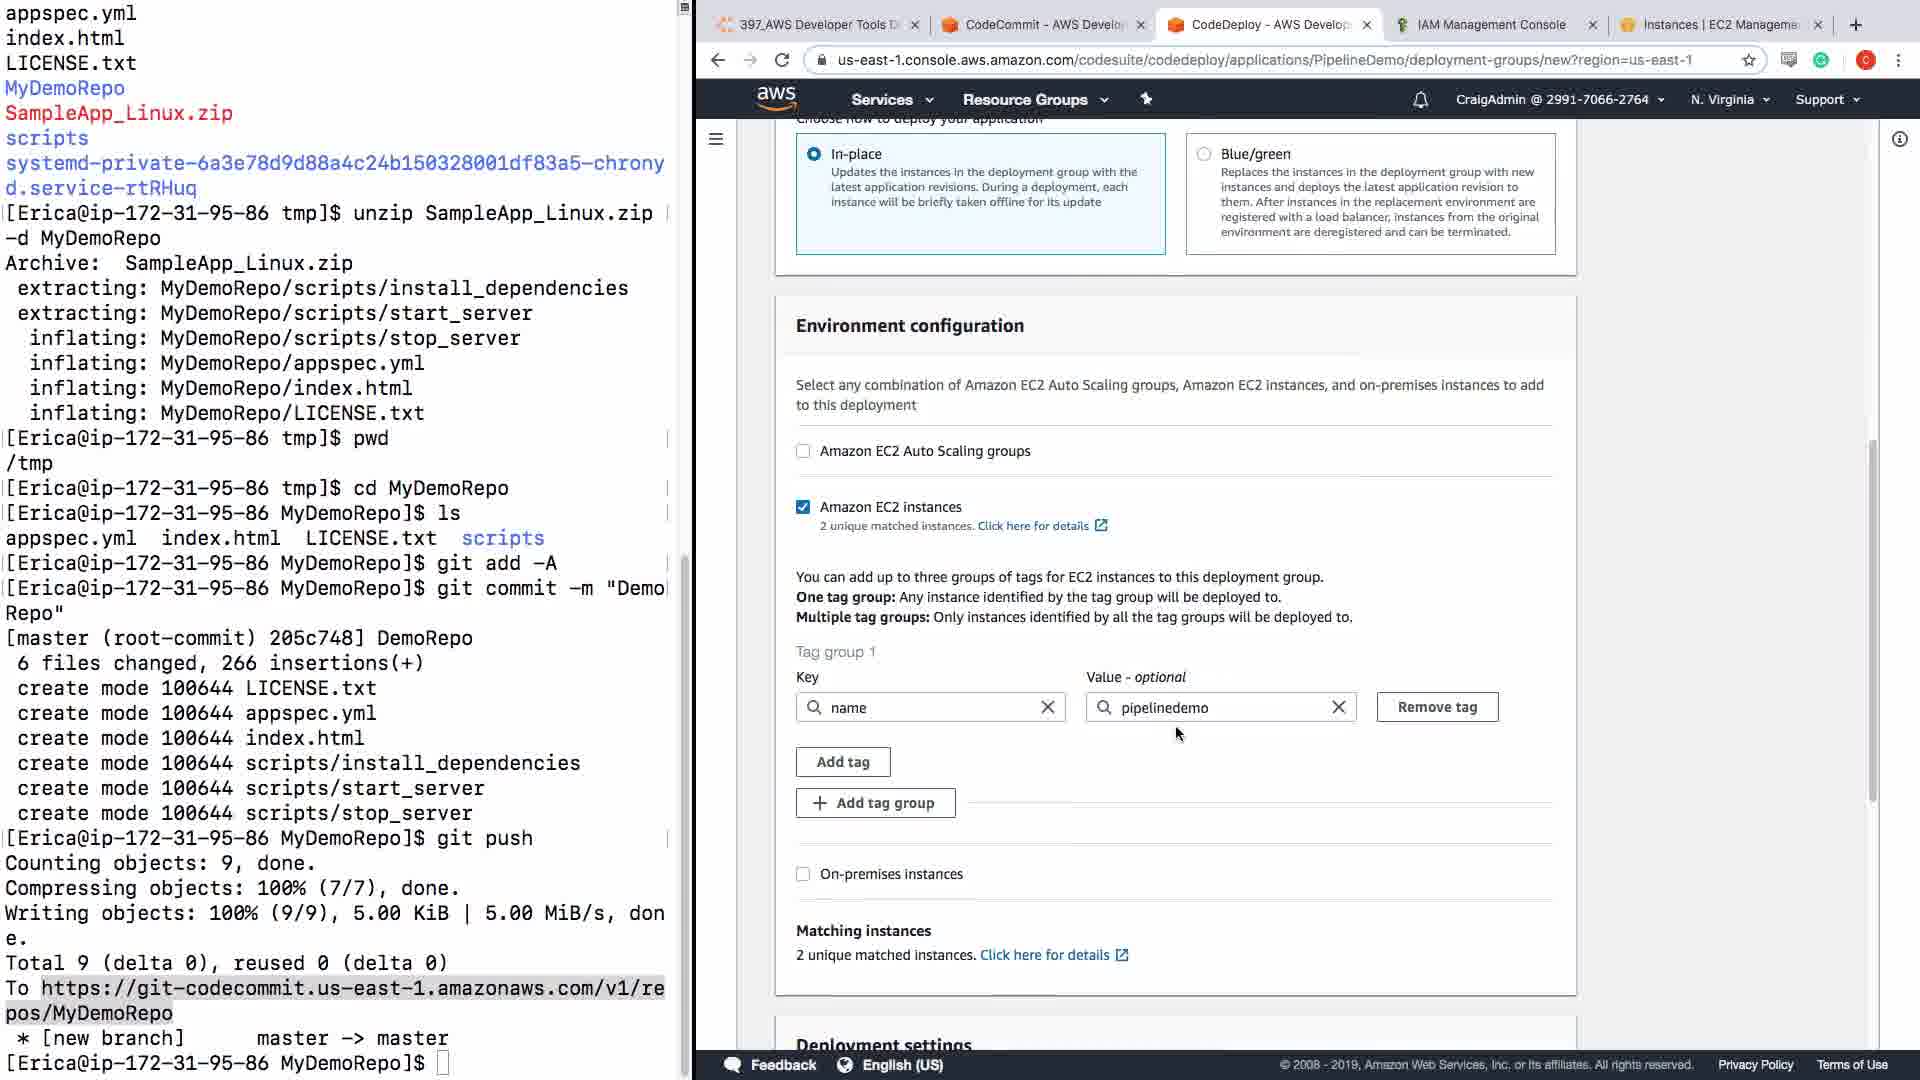 appspec.yml
index.html
LICENSE.txt
MyDemoRepo
SampleApp_Linux.zip
scripts
systemd-private-6a3e78d9d88a4c24b150328001df83a5-chrony
d.service-rtRHuq
[Erica@ip-172-31-95-86 tmp]$ unzip SampleApp_Linux.zip
-d MyDemoRepo
Archive:  SampleApp_Linux.zip
 extracting: MyDemoRepo/scripts/install_dependencies
 extracting: MyDemoRepo/scripts/start_server
  inflating: MyDemoRepo/scripts/stop_server
  inflating: MyDemoRepo/appspec.yml
  inflating: MyDemoRepo/index.html
  inflating: MyDemoRepo/LICENSE.txt
[Erica@ip-172-31-95-86 tmp]$ pwd
/tmp
[Erica@ip-172-31-95-86 tmp]$ cd MyDemoRepo
[Erica@ip-172-31-95-86 MyDemoRepo]$ ls
appspec.yml  index.html  LICENSE.txt  scripts
[Erica@ip-172-31-95-86 MyDemoRepo]$ git add -A
[Erica@ip-172-31-95-86 MyDemoRepo]$ git commit -m "Demo
Repo"
[master (root-commit) 205c748] DemoRepo
 6 files changed, 266 insertions(+)
 create mode 100644 LICENSE.txt
 create mode 100644 appspec.yml
 create mode 100644 index.html
 create mode 100644 scripts/install_dependencies
 create mode 100644 scripts/start_server
 create mode 100644 scripts/stop_server
[Erica@ip-172-31-95-86 MyDemoRepo]$ git push
Counting objects: 9, done.
Compressing objects: 100% (7/7), done.
Writing objects: 100% (9/9), 5.00 KiB | 5.00 MiB/s, don
e.
Total 9 (delta 0), reused 0 (delta 0)
To https://git-codecommit.us-east-1.amazonaws.com/v1/re
pos/MyDemoRepo
 * [new branch]      master -> master
[Erica@ip-172-31-95-86 MyDemoRepo]$
397_AWS Developer Tools D
CodeCommit - AWS Develop
CodeDeploy - AWS Develop
IAM Management Console
Instances | EC2 Manageme
us-east-1.console.aws.amazon.com/codesuite/codedeploy/applications/PipelineDemo/deployment-groups/new?region=us-east-1
C
aws
Services
Resource Groups
CraigAdmin @ 2991-7066-2764
N. Virginia
Support
Choose how to deploy your application
In-place
Updates the instances in the deployment group with the
latest application revisions. During a deployment, each
instance will be briefly taken offline for its update
Blue/green
Replaces the instances in the deployment group with new
instances and deploys the latest application revision to
them. After instances in the replacement environment are
registered with a load balancer, instances from the original
environment are deregistered and can be terminated.
Environment configuration
Select any combination of Amazon EC2 Auto Scaling groups, Amazon EC2 instances, and on-premises instances to add
to this deployment
Amazon EC2 Auto Scaling groups
Amazon EC2 instances
2 unique matched instances. Click here for details
You can add up to three groups of tags for EC2 instances to this deployment group.
One tag group: Any instance identified by the tag group will be deployed to.
Multiple tag groups: Only instances identified by all the tag groups will be deployed to.
Tag group 1
Key
Value - optional
name
pipelinedemo
Remove tag
Add tag
+ Add tag group
On-premises instances
Matching instances
2 unique matched instances. Click here for details
Deployment settings
Feedback
English (US)
© 2008 - 2019, Amazon Web Services, Inc. or its affiliates. All rights reserved.
Privacy Policy
Terms of Use